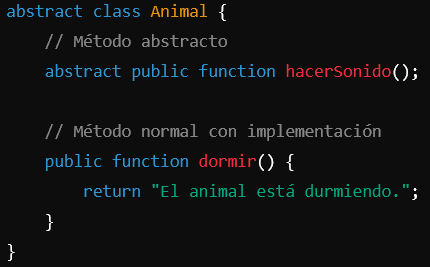 abstract class Animal {
// Método abstracto
abstract public function hacerSonido();
// Método normal con implementación
public function dormir() {
return "El animal está durmiendo.";
}
}